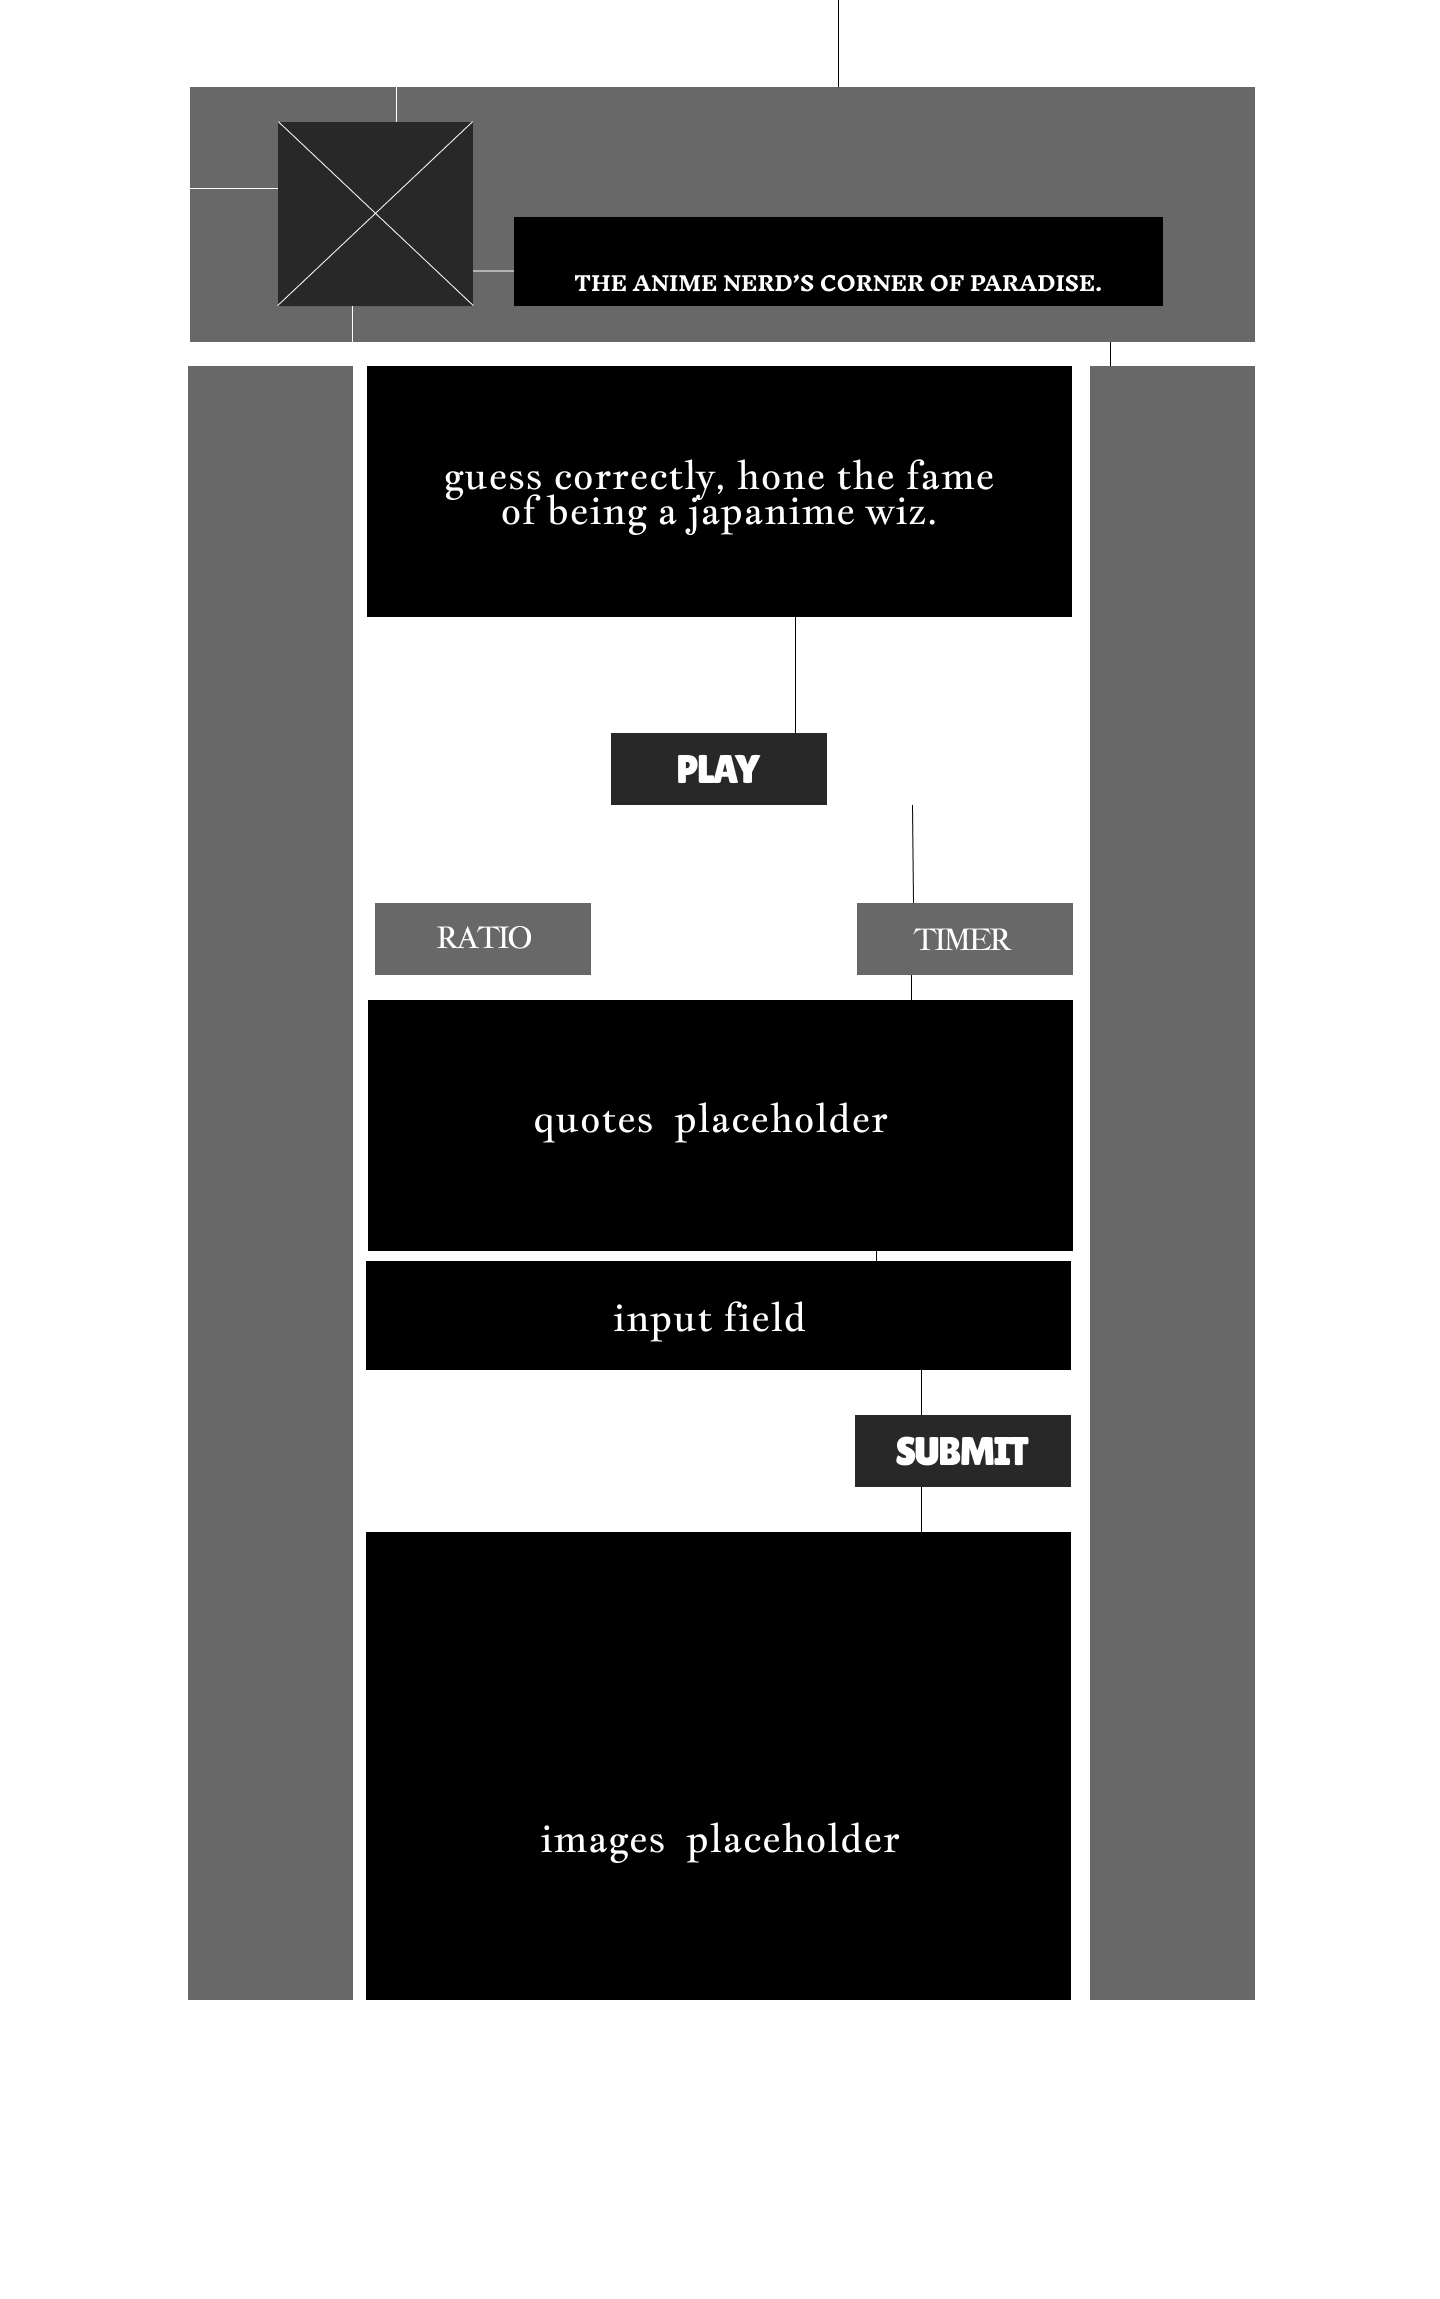 THE ANIME NERD’S CORNER OF PARADISE.
guess correctly, hone the fame
of being a japanime wiz.
PLAY
RATIO
TIMER
quotes  placeholder
input field
SUBMIT
images  placeholder